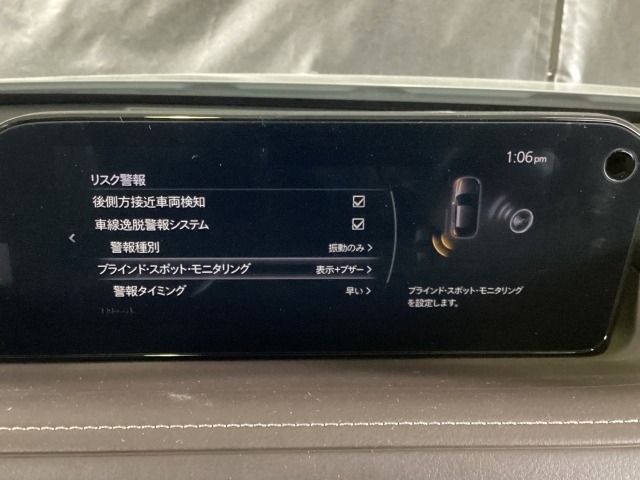 1:06 pm
リスク警報
後側方接近車両検知
車線逸脱警報システム
警報種別 振動のみ
ブラインド・スポット・モニタリング 表示+ブザー
警報タイミング 早い
ブラインド・スポット・モニタリング
を設定します。